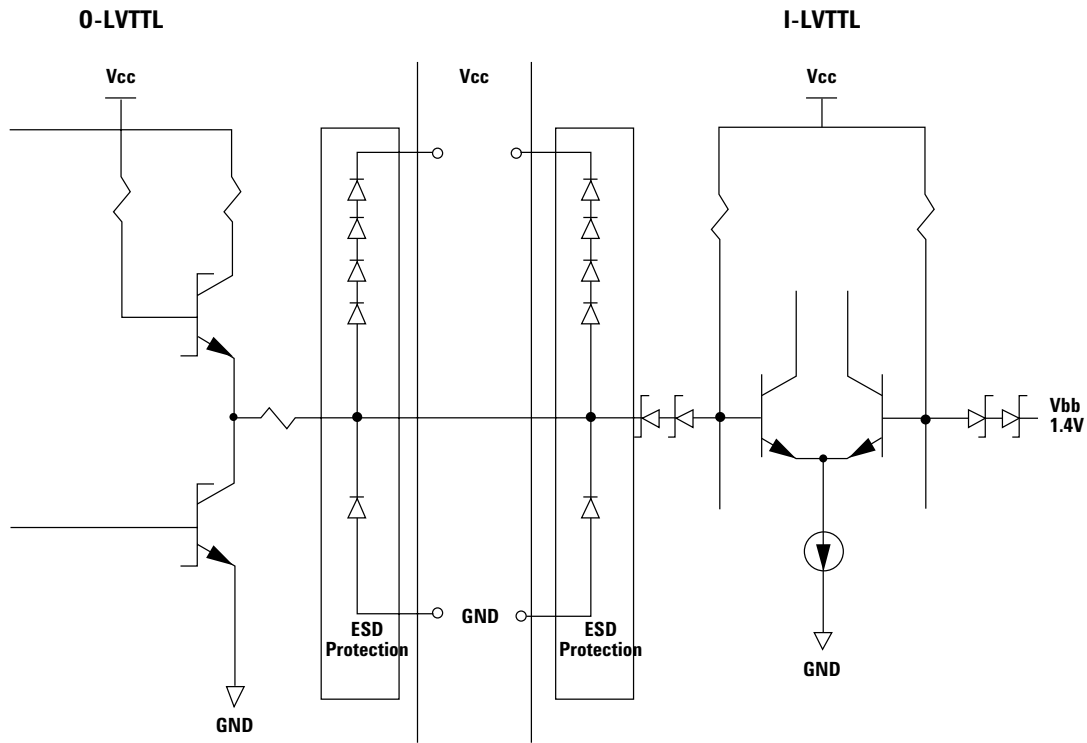 O-LVTTL
I-LVTTL
Vcc
Vcc
Vcc
Vbb
1.4V
GND
ESD
Protection
ESD
Protection
GND
GND